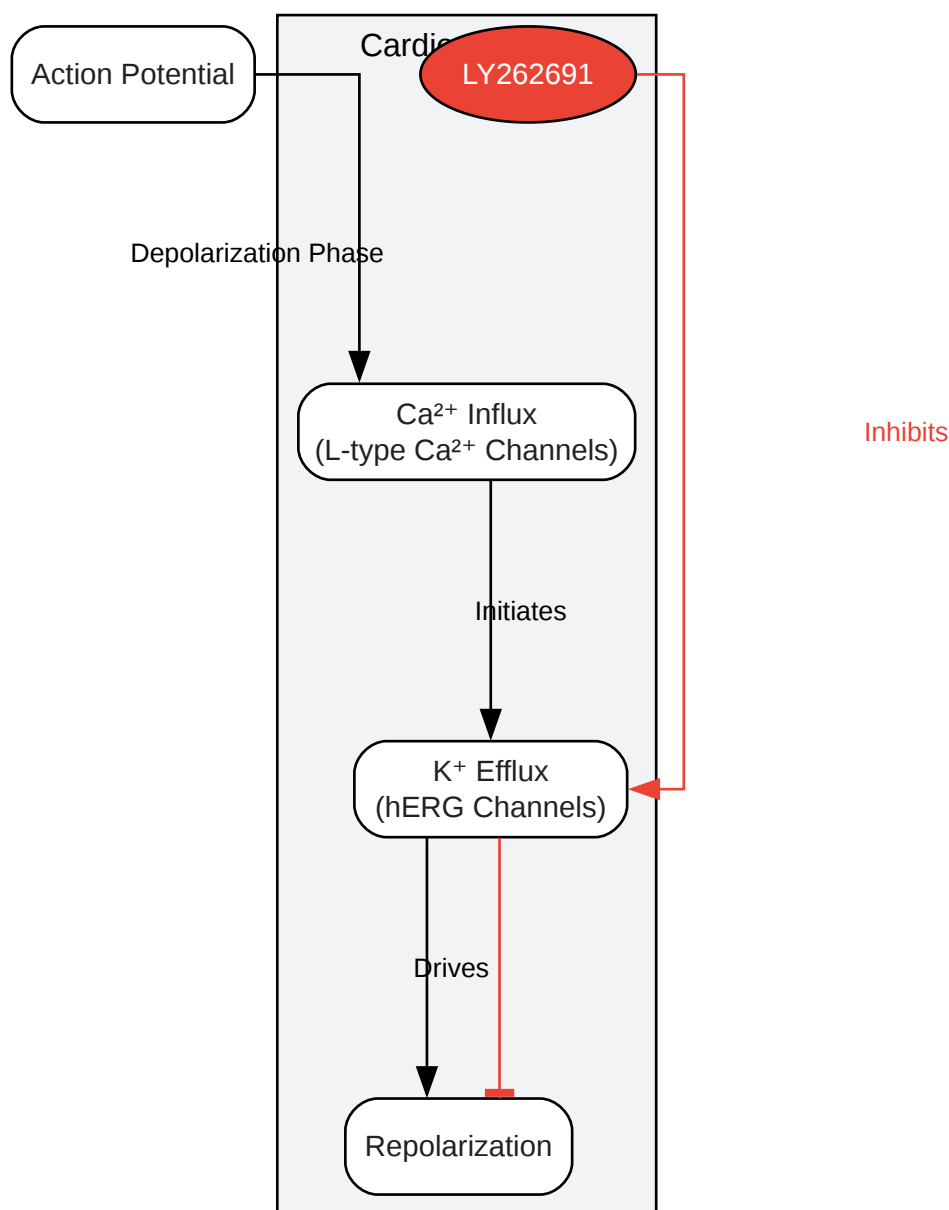 Action Potential
LY262691
Depolarization Phase
Ca²⁺ Influx
(L-type Ca²⁺ Channels)
Inhibits
Initiates
K⁺ Efflux
(hERG Channels)
Drives
Repolarization